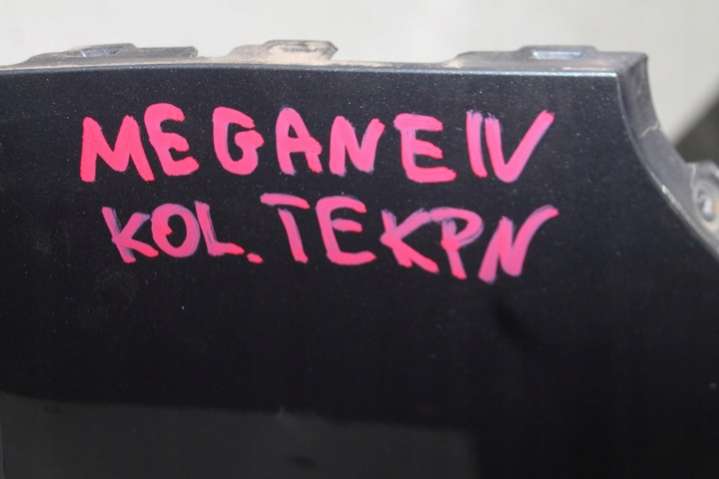 MEGANE IV
KOL. TEKPN